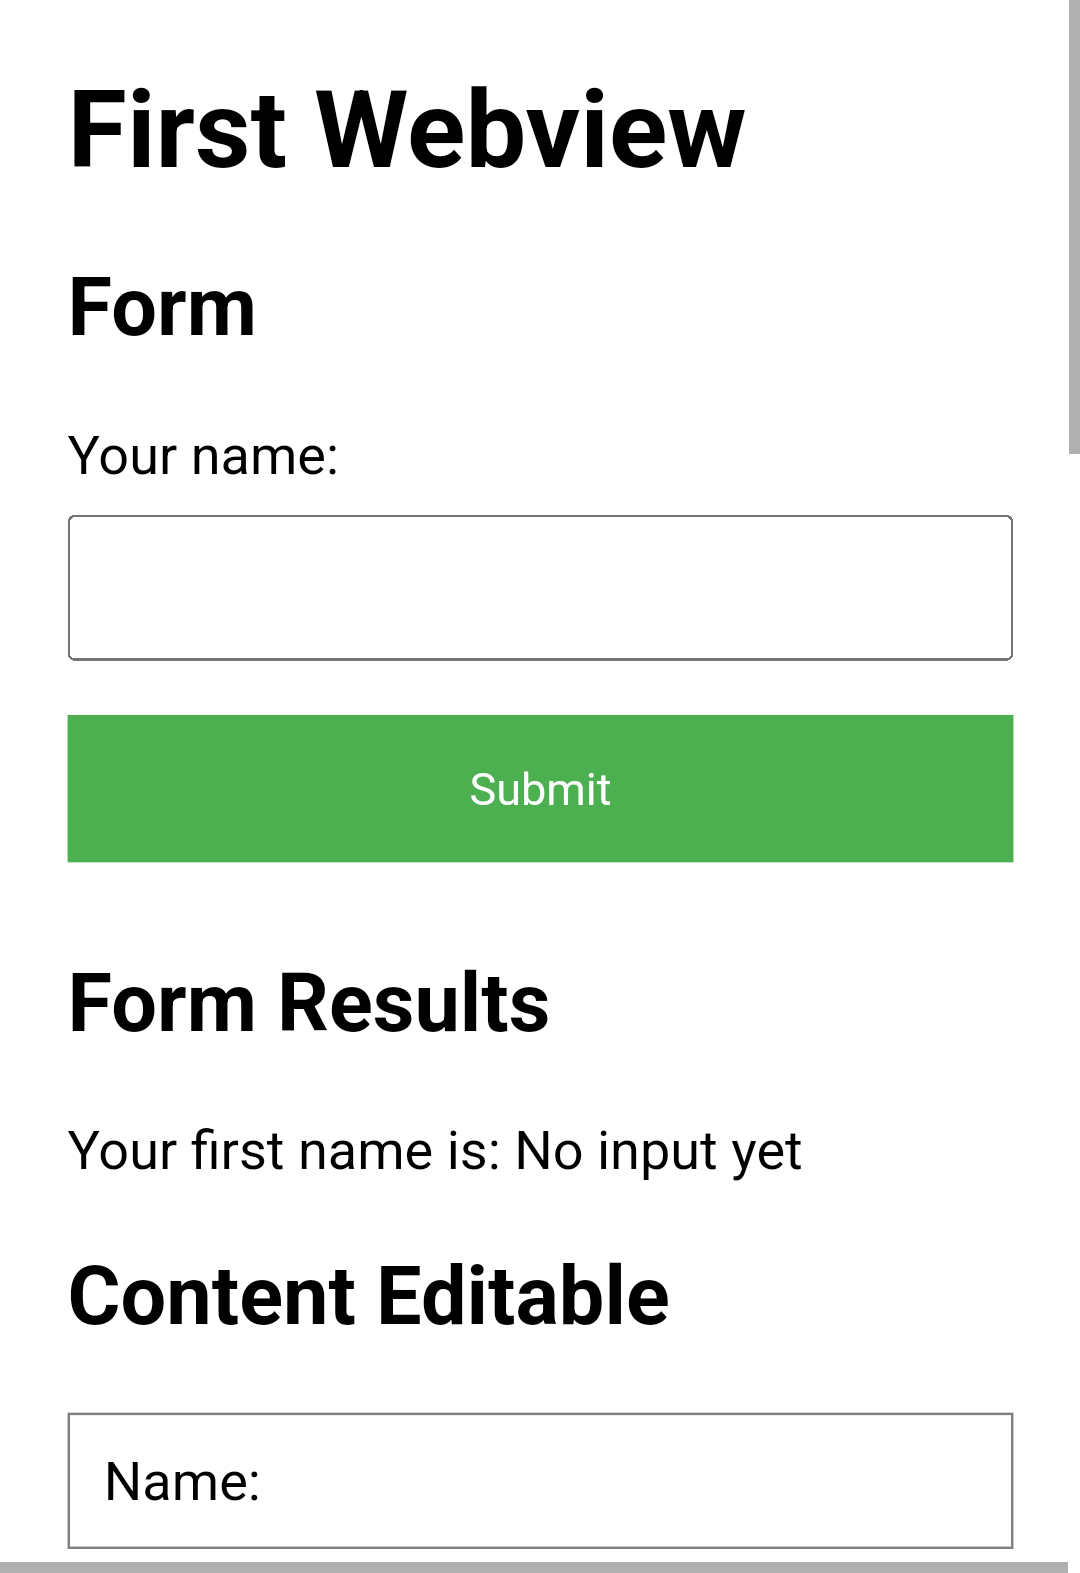 First Webview
Form
Your name:
Submit
Form Results
Your first name is: No input yet
Content Editable
Name: